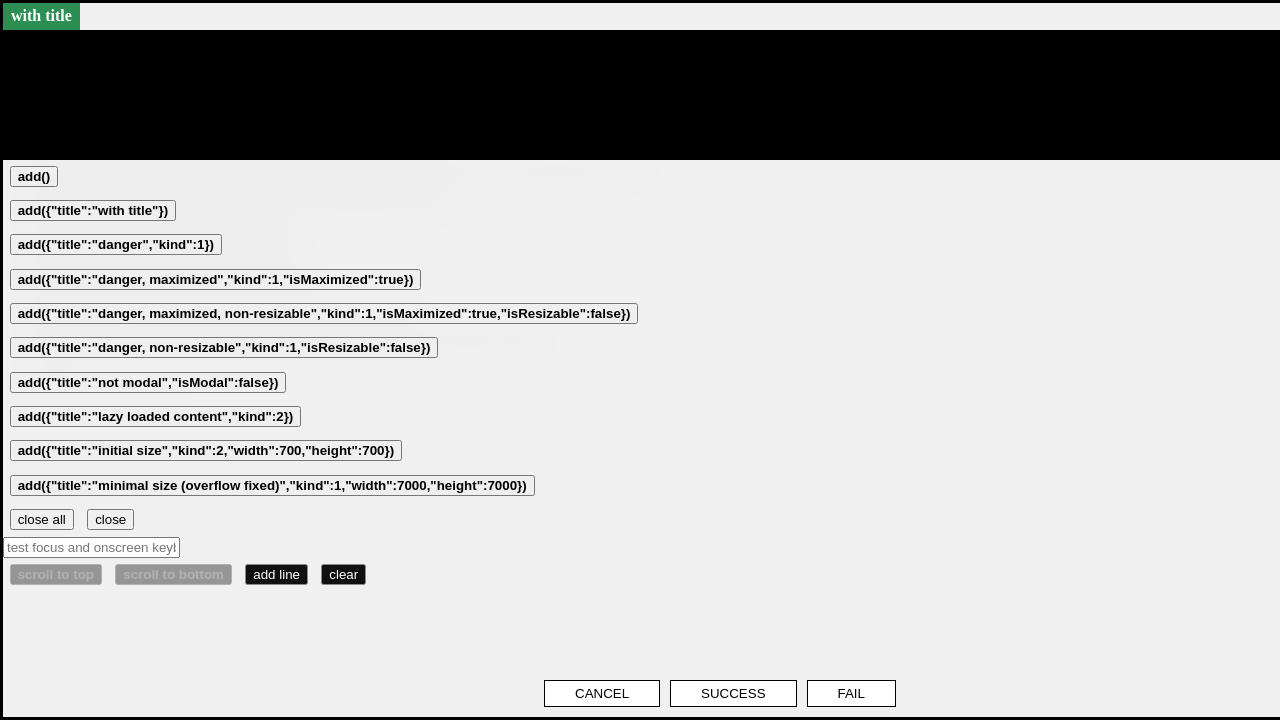 with title
add()
add({"title":"with title"})
add({"title":"danger","kind":1})
add({"title":"danger, maximized","kind":1,"isMaximized":true})
add({"title":"danger, maximized, non-resizable","kind":1,"isMaximized":true,"isResizable":false})
add({"title":"danger, non-resizable","kind":1,"isResizable":false})
add({"title":"not modal","isModal":false})
add({"title":"lazy loaded content","kind":2})
add({"title":"initial size","kind":2,"width":700,"height":700})
add({"title":"minimal size (overflow fixed)","kind":1,"width":7000,"height":7000})
close all close
test focus and onscreen
scroll to top scroll to bottom add line clear
CANCEL SUCCESS FAIL